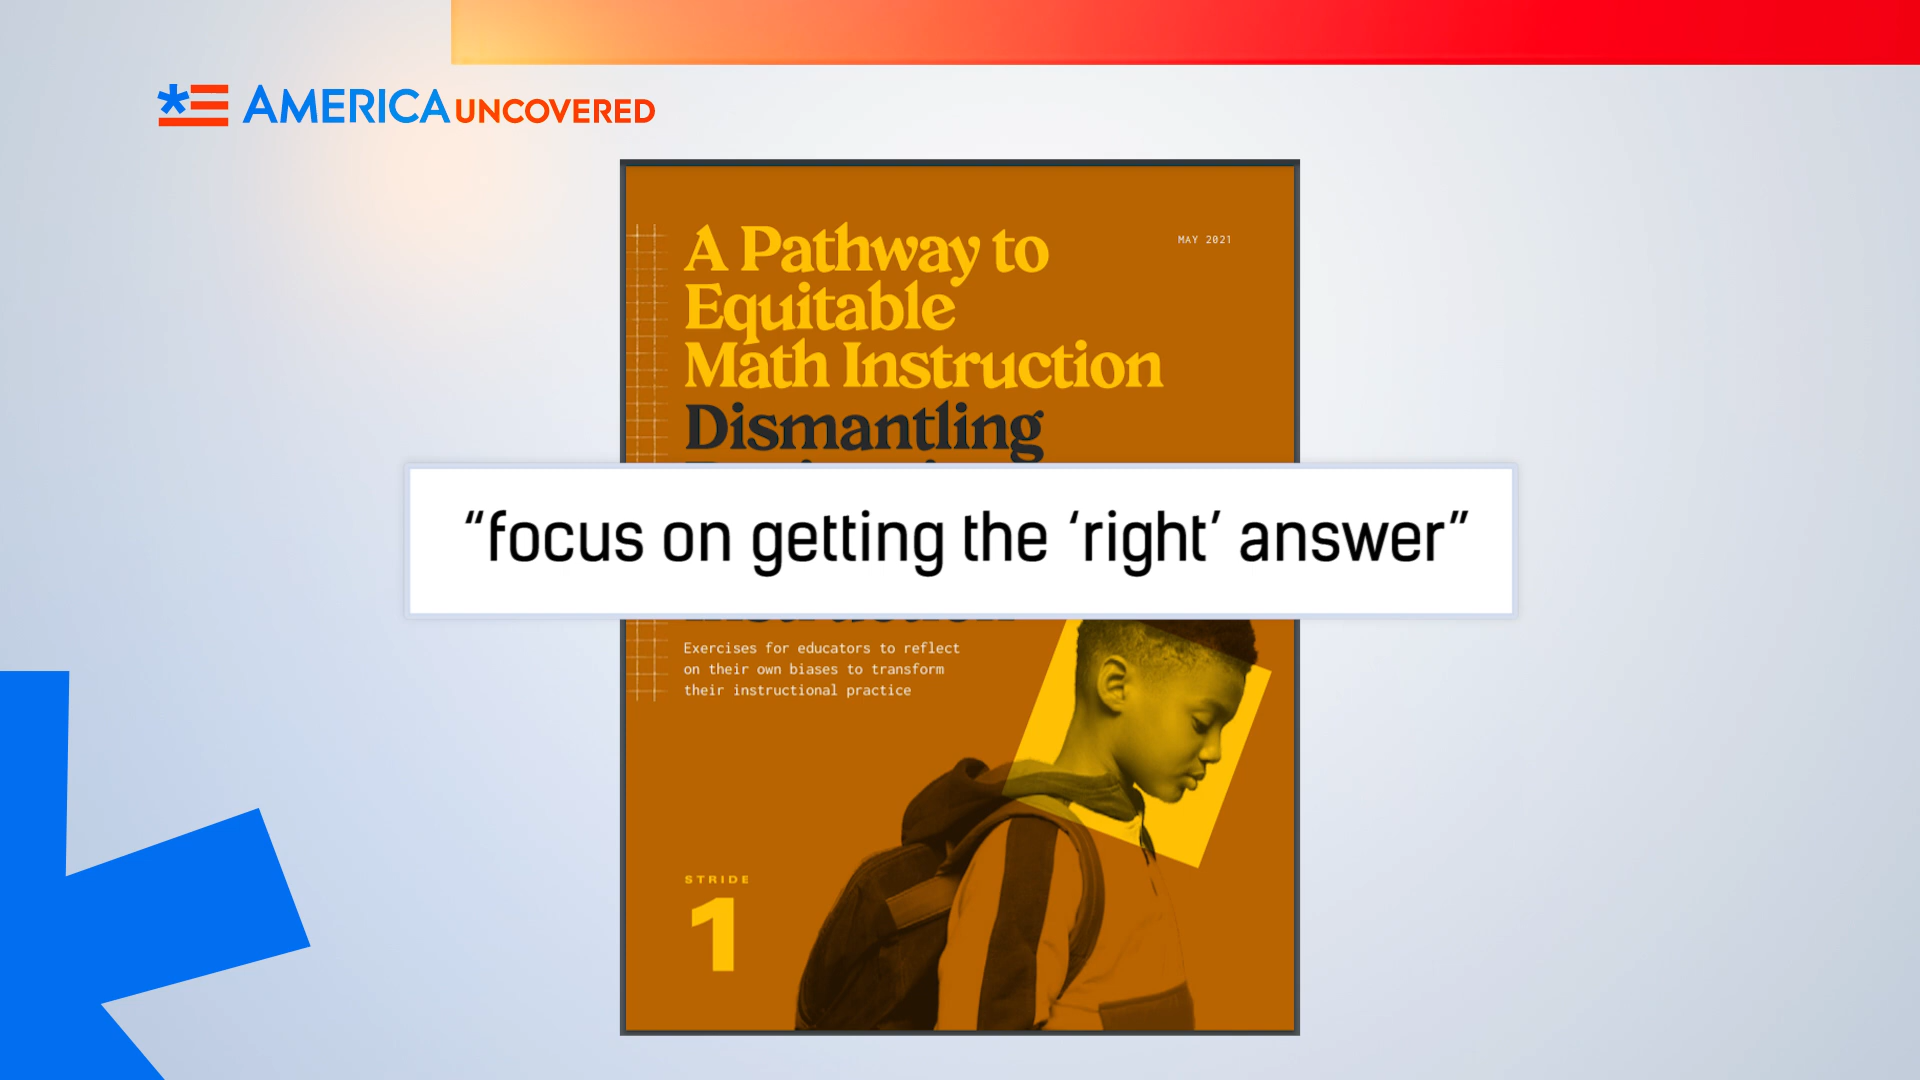 AMERICA UNCOVERED
A Pathway to
MAY 2021
Equitable
Math Instruction
Dismantling
“focus on getting the ‘right’ answer”
Exercises for educators to reflect
on their own biases to transform
their instructional practice
STRIDE
1